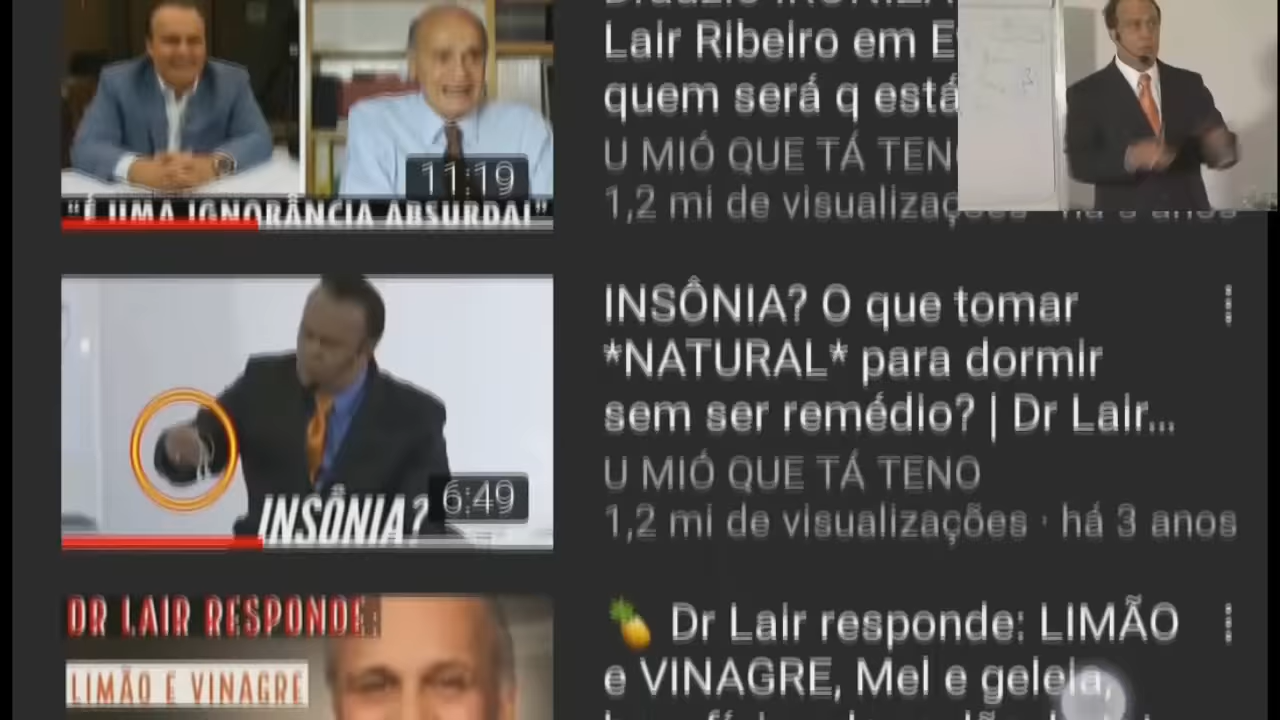 Lair Ribeiro em E
quem será q está
U MIÓ QUE TÁ TENO
1,2 mi de visualizações
11:19
"É UMA IGNORÂNCIA ABSURDA!"
INSÔNIA? O que tomar
*NATURAL* para dormir
sem ser remédio? | Dr Lair...
U MIÓ QUE TÁ TENO
1,2 mi de visualizações · há 3 anos
INSÔNIA?
6:49
DR LAIR RESPONDE:
LIMÃO E VINAGRE
🍍 Dr Lair responde: LIMÃO
e VINAGRE, Mel e geleia,